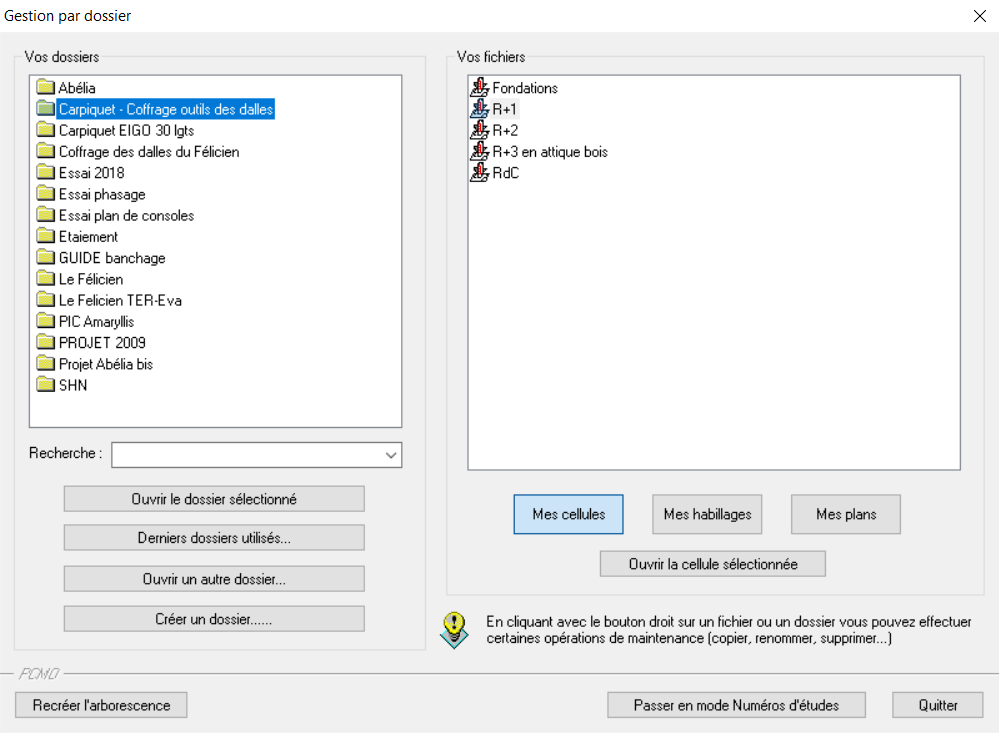 Gestion par dossier
Vos dossiers
Abélia
Carpiquet - Coffrage outils des dalles
Carpiquet EIGO 30 lgts
Coffrage des dalles du Félicien
Essai 2018
Essai phasage
Essai plan de consoles
Etaiement
GUIDE banchage
Le Félicien
Le Felicien TER-Eva
PIC Amaryllis
PROJET 2009
Projet Abélia bis
SHN
Recherche :
Ouvrir le dossier sélectionné
Derniers dossiers utilisés...
Ouvrir un autre dossier...
Créer un dossier......
Vos fichiers
Fondations
R+1
R+2
R+3 en attique bois
RdC
Mes cellules
Mes habillages
Mes plans
Ouvrir la cellule sélectionnée
En cliquant avec le bouton droit sur un fichier ou un dossier vous pouvez effectuer
certaines opérations de maintenance (copier, renommer, supprimer...)
PCMO
Recréer l'arborescence
Passer en mode Numéros d'études
Quitter